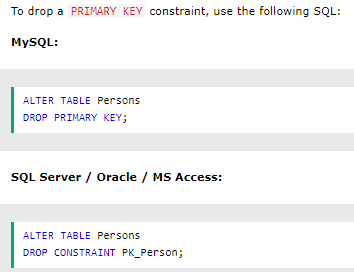 To drop a PRIMARY KEY constraint, use the following SQL:
MySQL:
ALTER TABLE Persons
DROP PRIMARY KEY;
SQL Server / Oracle / MS Access:
ALTER TABLE Persons
DROP CONSTRAINT PK_Person;